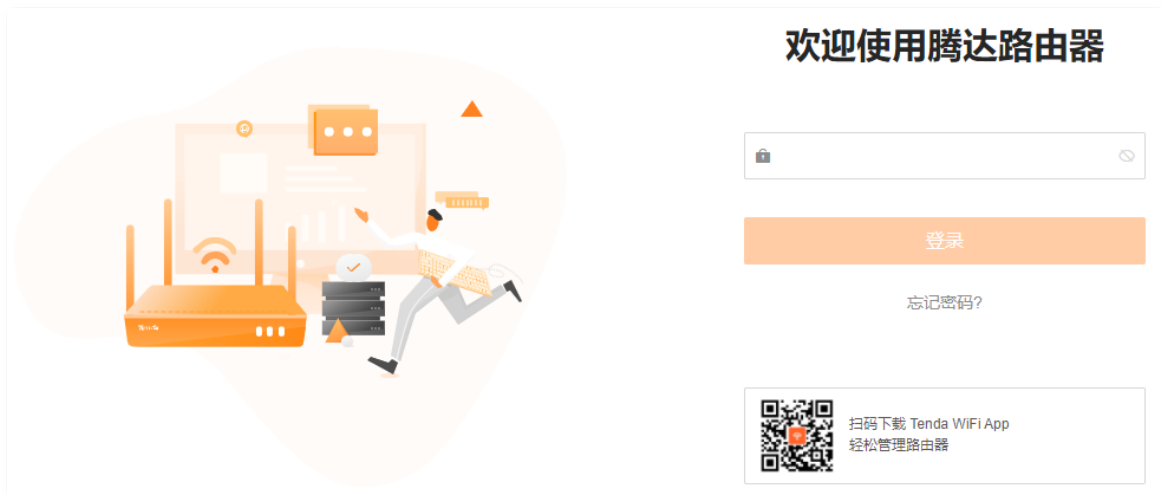 欢迎使用腾达路由器
Tenda
登录
忘记密码?
扫码下载 Tenda WiFi App
轻松管理路由器